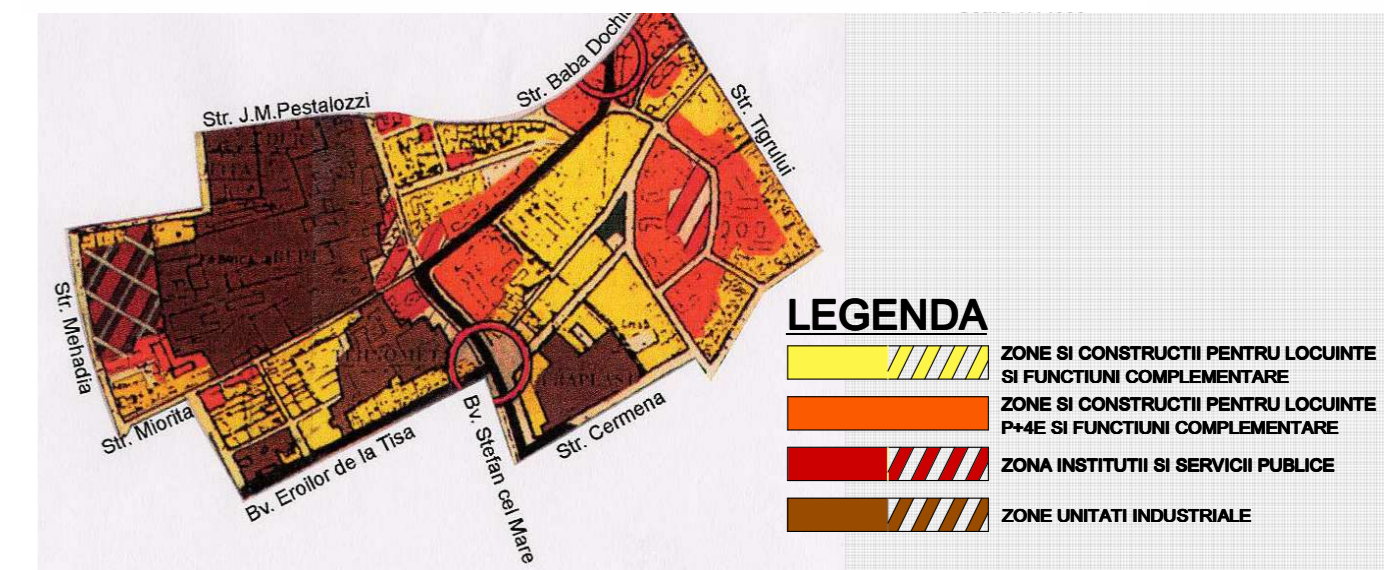 Str. Baba Dochia
Str. J.M.Pestalozzi
Str. Tigrului
Str. Mehadia
Str. Miorita
Bv. Eroilor de la Tisa
Bv. Stefan cel Mare
Str. Cermena
LEGENDA
ZONE SI CONSTRUCTII PENTRU LOCUINTE
SI FUNCTIUNI COMPLEMENTARE
ZONE SI CONSTRUCTII PENTRU LOCUINTE
P+4E SI FUNCTIUNI COMPLEMENTARE
ZONA INSTITUTII SI SERVICII PUBLICE
ZONE UNITATI INDUSTRIALE